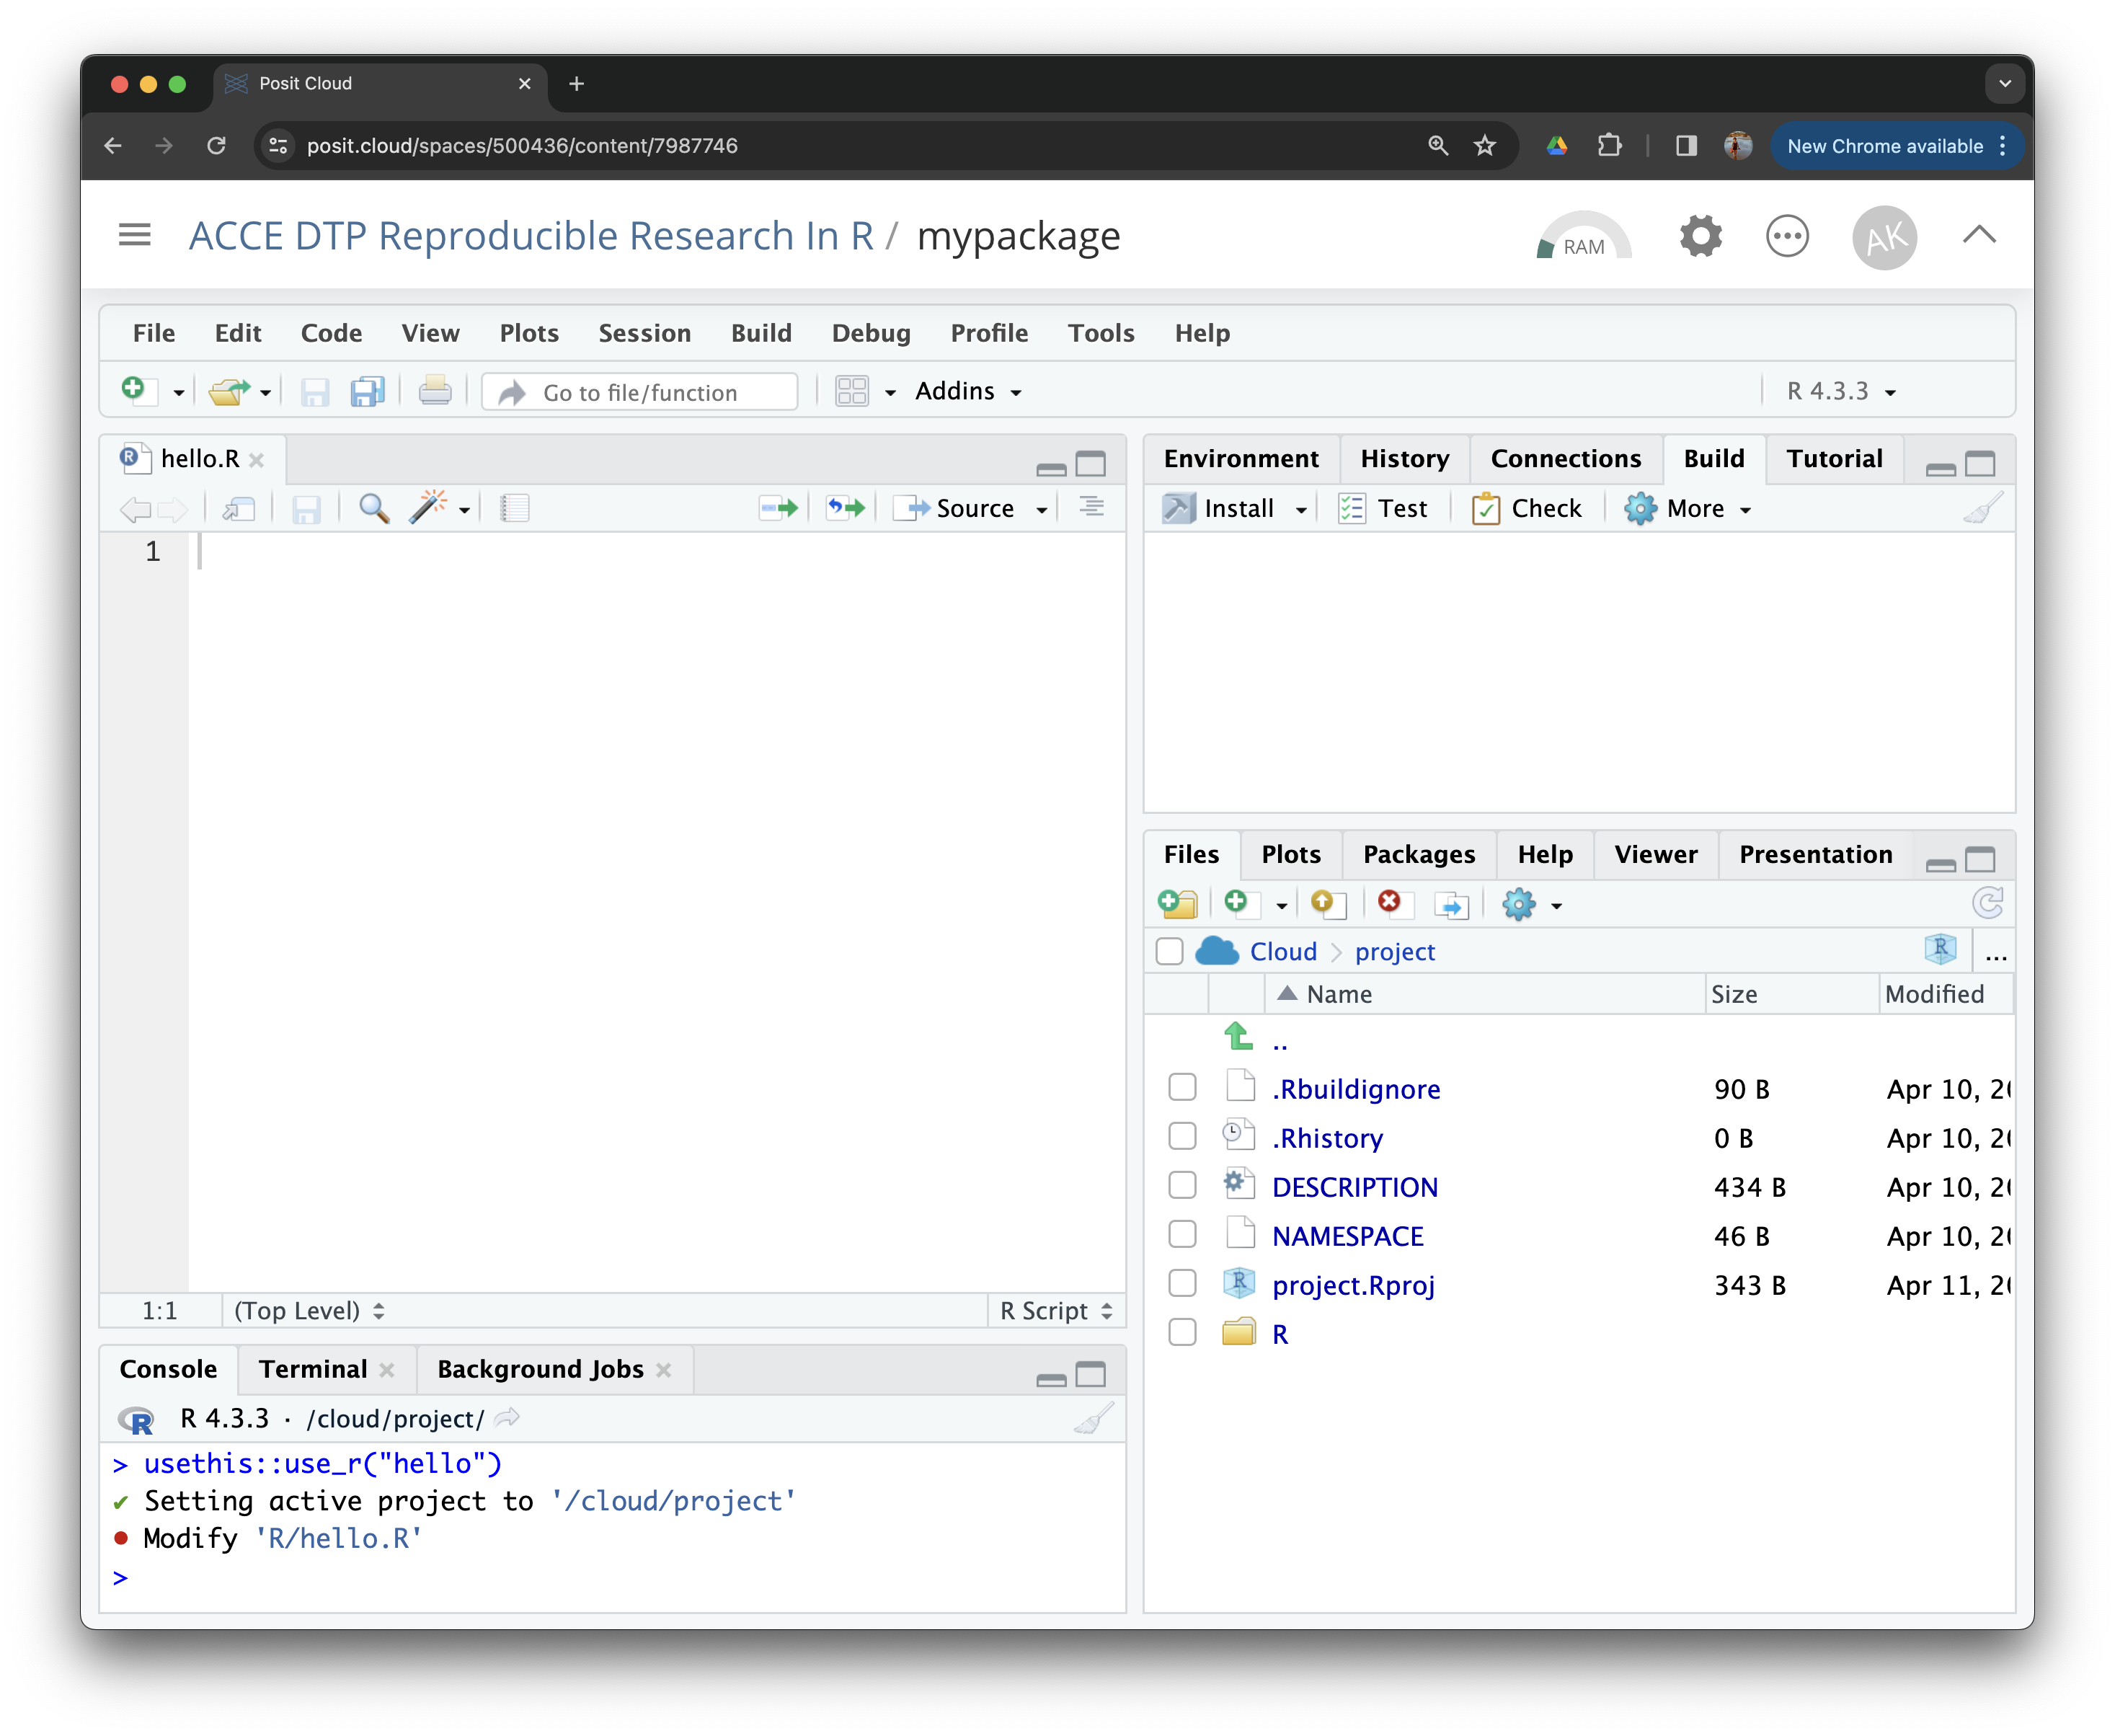 Posit Cloud
posit.cloud/spaces/500436/content/7987746
New Chrome available
ACCE DTP Reproducible Research In R / mypackage
RAM
AK
File Edit Code View Plots Session Build Debug Profile Tools Help
Go to file/function
Addins
R 4.3.3
hello.R
Source
1
1:1
(Top Level)
R Script
Console Terminal Background Jobs
R 4.3.3 · /cloud/project/
> usethis::use_r("hello")
✔ Setting active project to '/cloud/project'
● Modify 'R/hello.R'
>
Environment History Connections Build Tutorial
Install Test Check More
Files Plots Packages Help Viewer Presentation
Cloud project
...
Name Size Modified
..
.Rbuildignore 90 B Apr 10, 2
.Rhistory 0 B Apr 10, 2
DESCRIPTION 434 B Apr 10, 2
NAMESPACE 46 B Apr 10, 2
project.Rproj 343 B Apr 11, 2
R